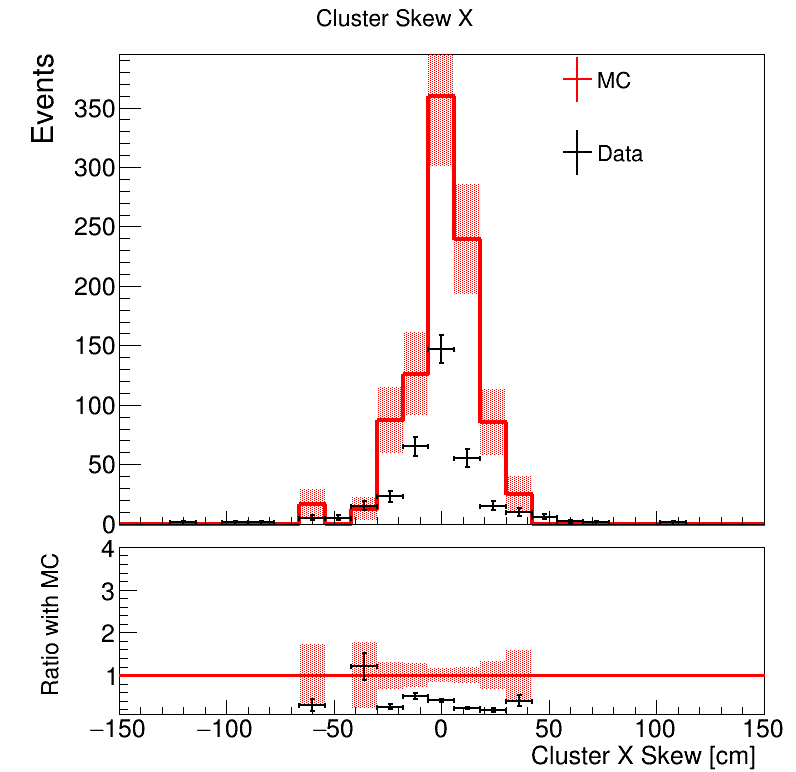 Cluster Skew X
Events
MC
Data
350
300
250
200
150
100
50
0
Ratio with MC
4
3
2
1
−150 −100 −50 0 50 100 150
Cluster X Skew [cm]